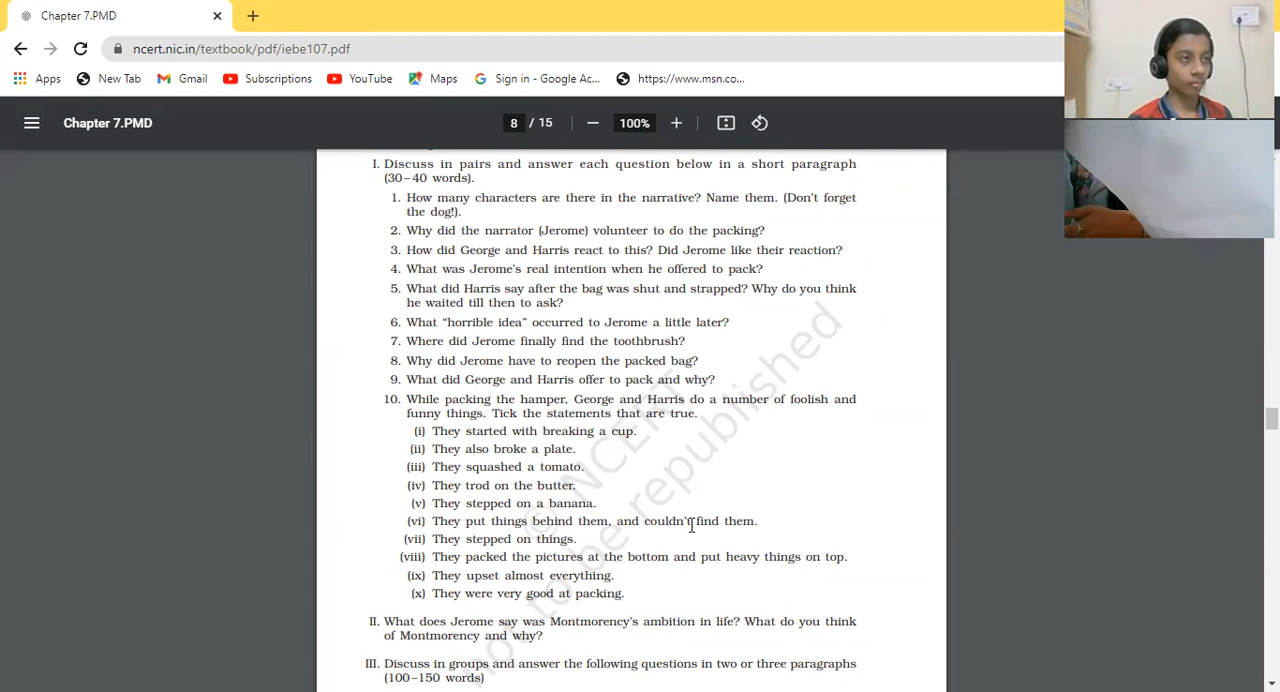 Chapter 7.PMD
ncert.nic.in/textbook/pdf/iebe107.pdf
Apps New Tab Gmail Subscriptions YouTube Maps Sign in - Google Ac... https://www.msn.co...
Chapter 7.PMD 8 / 15 100%
I. Discuss in pairs and answer each question below in a short paragraph
(30–40 words).
1. How many characters are there in the narrative? Name them. (Don't forget
the dog!).
2. Why did the narrator (Jerome) volunteer to do the packing?
3. How did George and Harris react to this? Did Jerome like their reaction?
4. What was Jerome's real intention when he offered to pack?
5. What did Harris say after the bag was shut and strapped? Why do you think
he waited till then to ask?
6. What “horrible idea” occurred to Jerome a little later?
7. Where did Jerome finally find the toothbrush?
8. Why did Jerome have to reopen the packed bag?
9. What did George and Harris offer to pack and why?
10. While packing the hamper, George and Harris do a number of foolish and
funny things. Tick the statements that are true.
(i) They started with breaking a cup.
(ii) They also broke a plate.
(iii) They squashed a tomato.
(iv) They trod on the butter.
(v) They stepped on a banana.
(vi) They put things behind them, and couldn't find them.
(vii) They stepped on things.
(viii) They packed the pictures at the bottom and put heavy things on top.
(ix) They upset almost everything.
(x) They were very good at packing.
II. What does Jerome say was Montmorency's ambition in life? What do you think
of Montmorency and why?
III. Discuss in groups and answer the following questions in two or three paragraphs
(100–150 words)
© NCERT
not to be republished